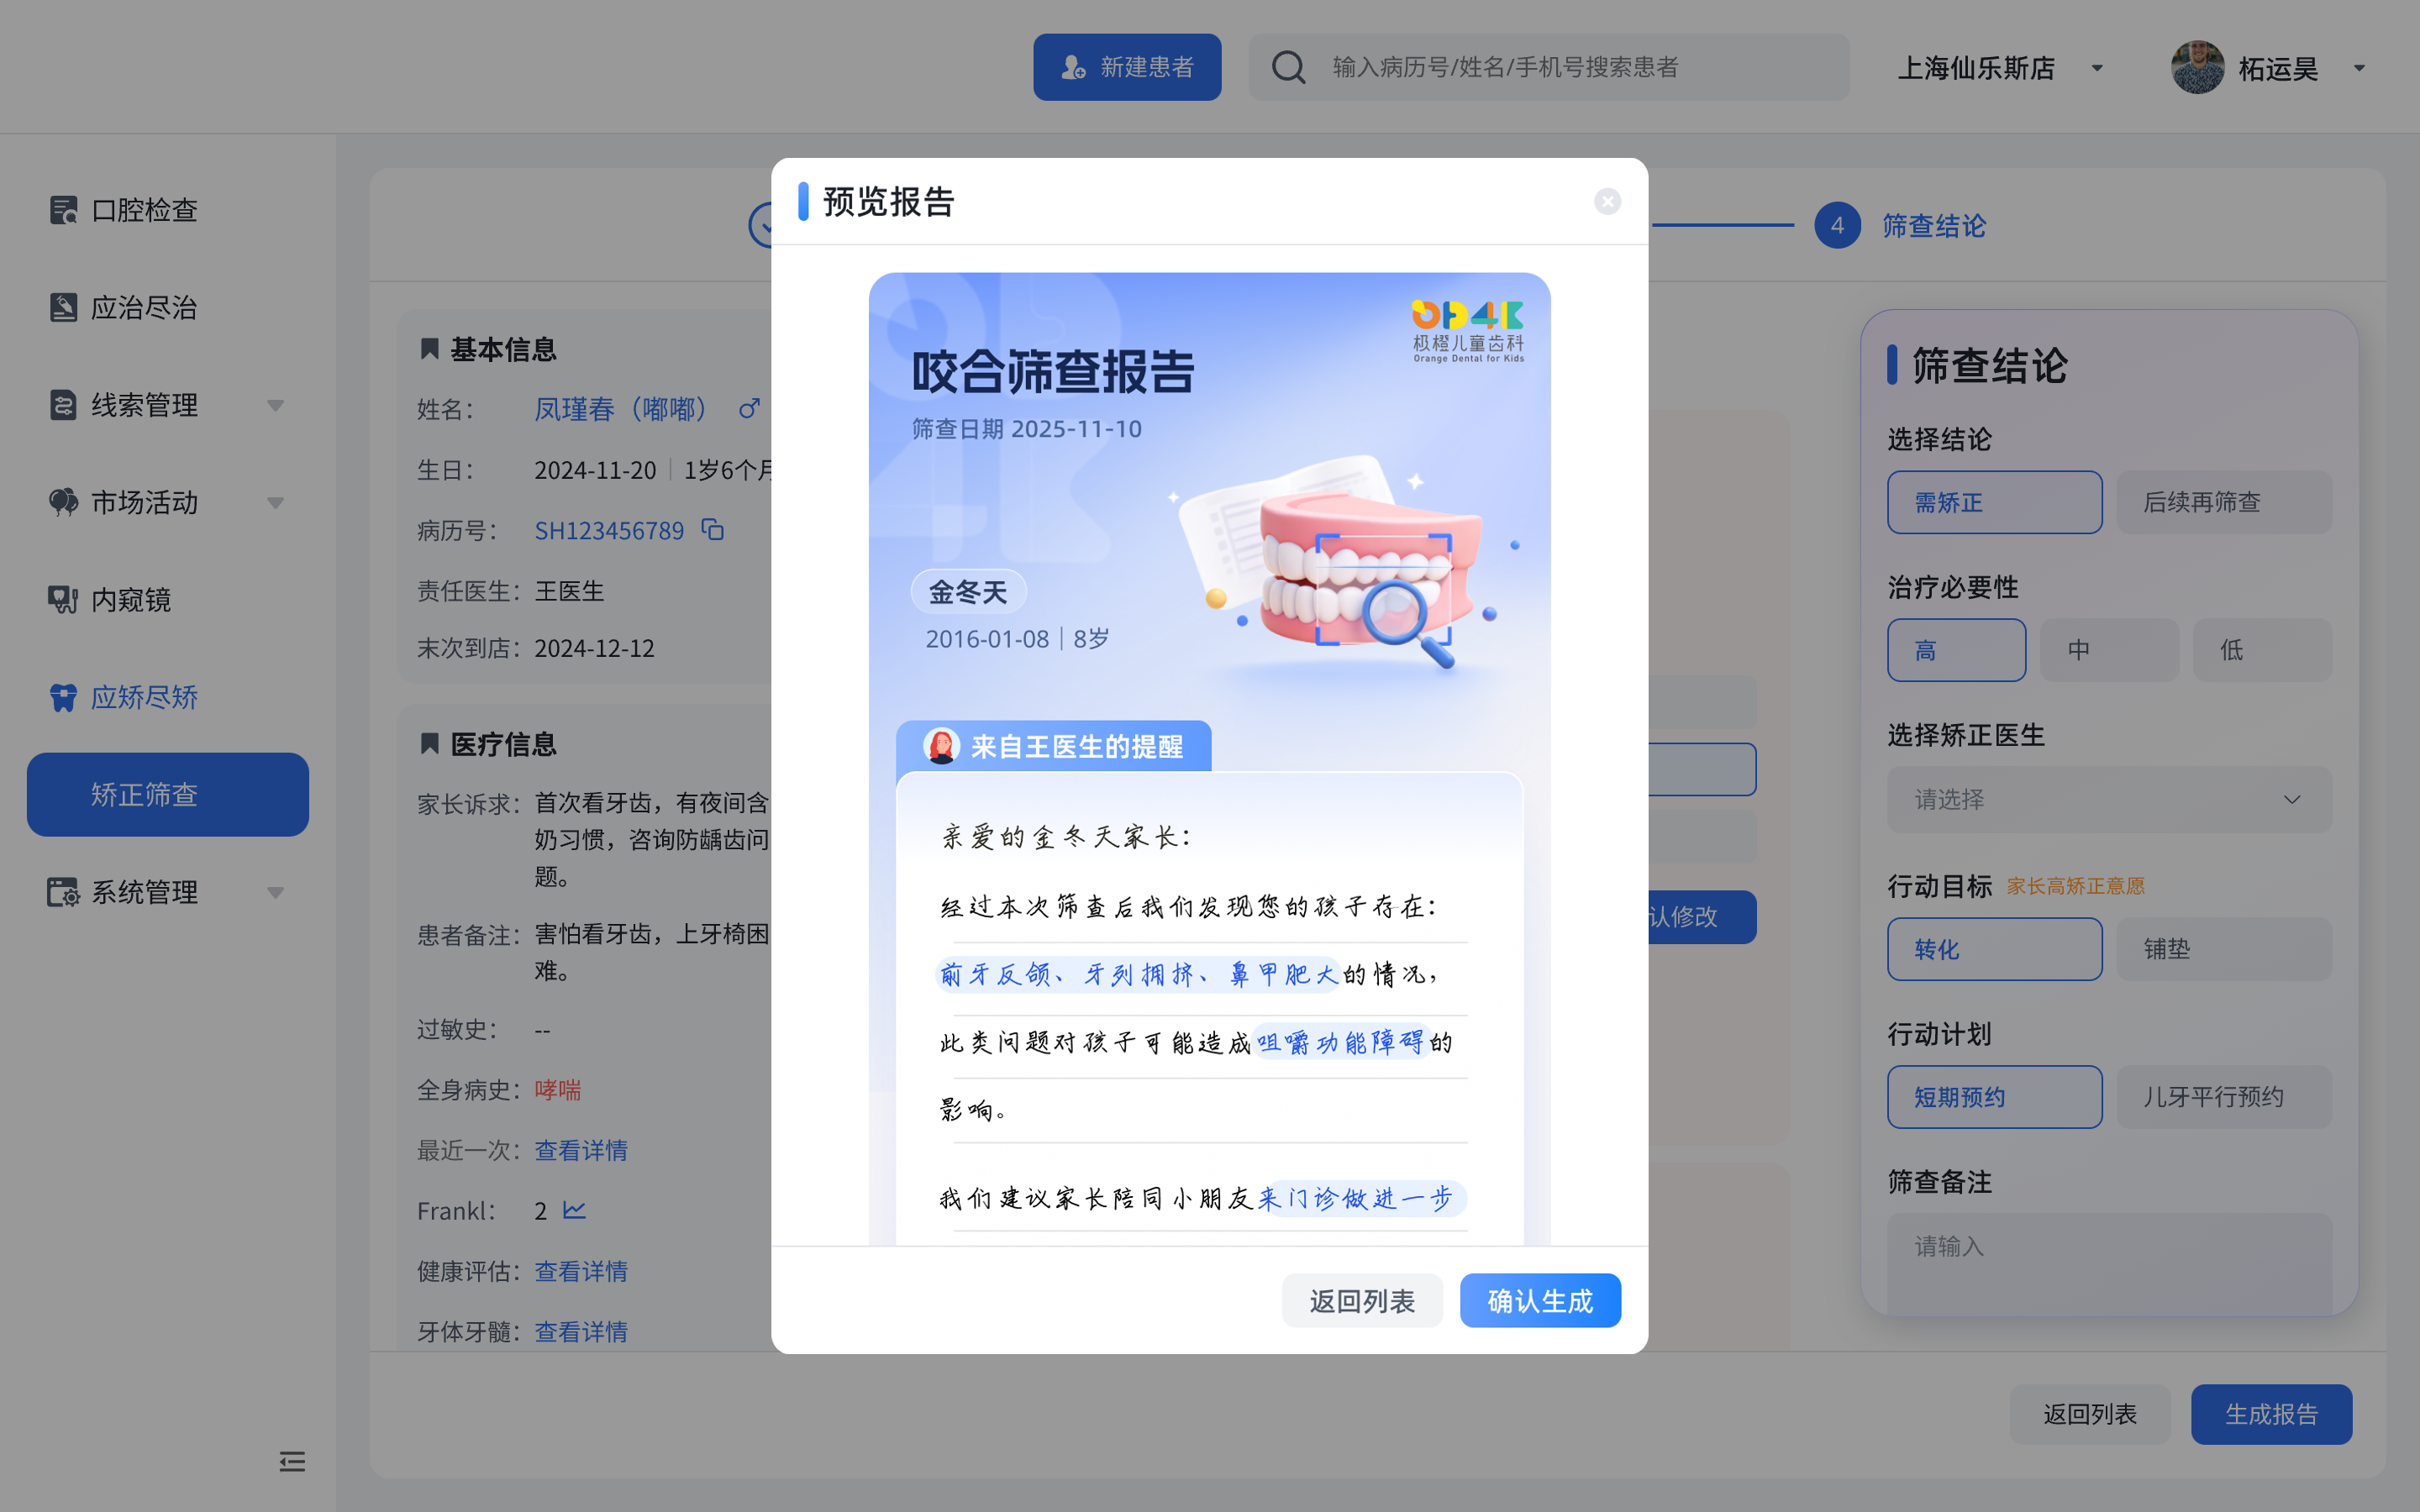 新建患者
输入病历号/姓名/手机号搜索患者
上海仙乐斯店
柘运昊
口腔检查
应治尽治
线索管理
市场活动
内窥镜
应矫尽矫
矫正筛查
系统管理
4 筛查结论
基本信息
姓名： 凤瑾春（嘟嘟）
生日： 2024-11-20 1岁6个月
病历号： SH123456789
责任医生： 王医生
末次到店： 2024-12-12
医疗信息
家长诉求： 首次看牙齿，有夜间含
奶习惯，咨询防龋齿问
题。
患者备注： 害怕看牙齿，上牙椅困
难。
过敏史： --
全身病史： 哮喘
最近一次： 查看详情
Frankl： 2
健康评估： 查看详情
牙体牙髓： 查看详情
预览报告
OD4K
极橙儿童齿科
Orange Dental for Kids
咬合筛查报告
筛查日期 2025-11-10
金冬天
2016-01-08 8岁
来自王医生的提醒
亲爱的金冬天家长：
经过本次筛查后我们发现您的孩子存在：
前牙反颌、牙列拥挤、鼻甲肥大的情况，
此类问题对孩子可能造成咀嚼功能障碍的
影响。
我们建议家长陪同小朋友来门诊做进一步
返回列表
确认生成
认修改
筛查结论
选择结论
需矫正 后续再筛查
治疗必要性
高 中 低
选择矫正医生
请选择
行动目标 家长高矫正意愿
转化 铺垫
行动计划
短期预约 儿牙平行预约
筛查备注
请输入
返回列表
生成报告